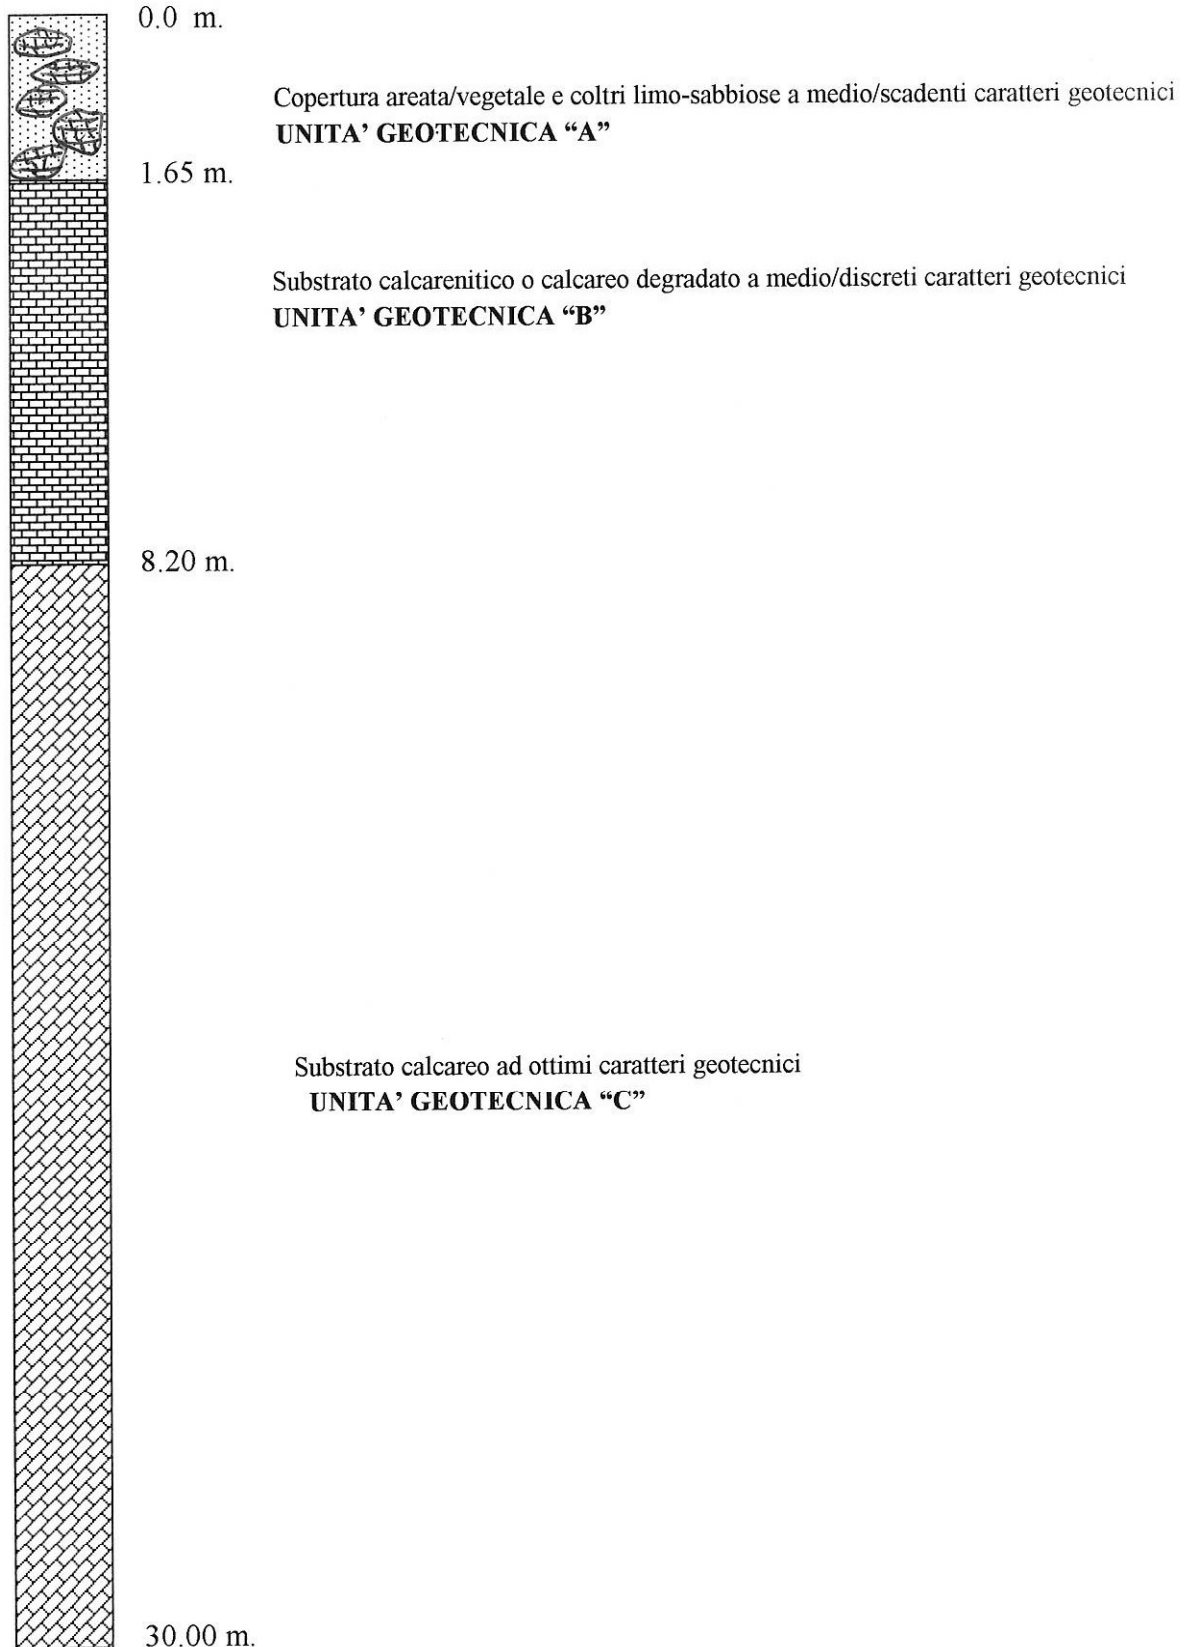 0.0 m.
Copertura areata/vegetale e coltri limo-sabbiose a medio/scadenti caratteri geotecnici
UNITA’ GEOTECNICA “A”
1.65 m.
Substrato calcarenitico o calcareo degradato a medio/discreti caratteri geotecnici
UNITA’ GEOTECNICA “B”
8.20 m.
Substrato calcareo ad ottimi caratteri geotecnici
UNITA’ GEOTECNICA “C”
30.00 m.